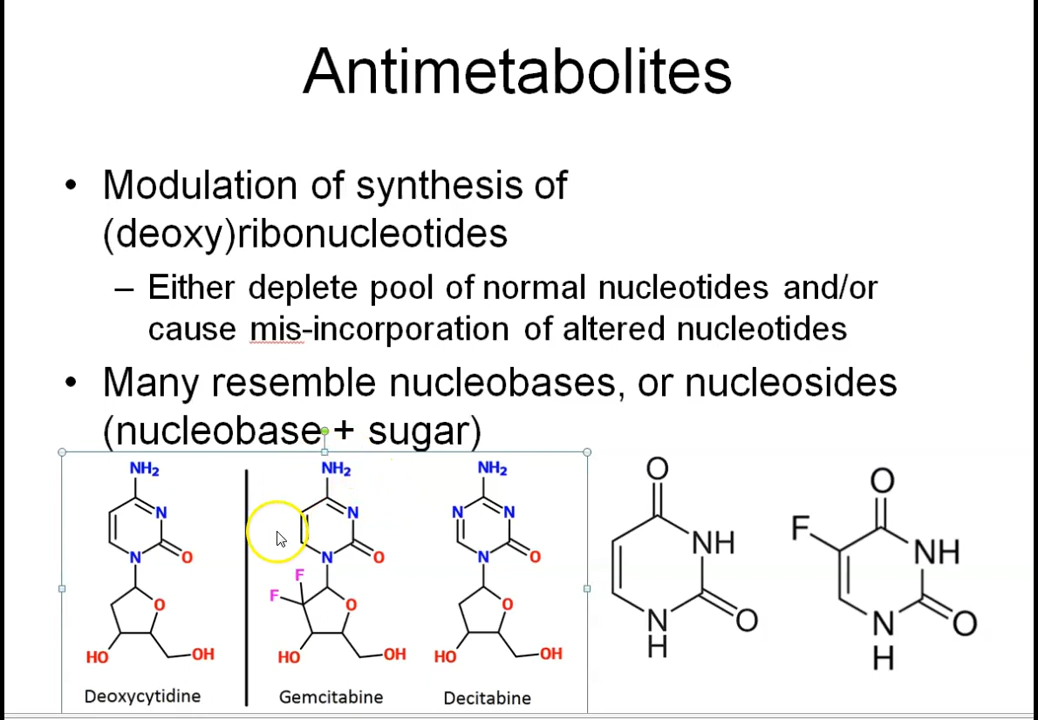 Antimetabolites
• Modulation of synthesis of
(deoxy)ribonucleotides
– Either deplete pool of normal nucleotides and/or
cause mis-incorporation of altered nucleotides
• Many resemble nucleobases, or nucleosides
(nucleobase + sugar)
NH2
N
N
O
O
HO
OH
Deoxycytidine
NH2
N
N
O
F
F
O
HO
OH
Gemcitabine
NH2
N
N
N
O
O
HO
OH
Decitabine
O
NH
N
H
O
O
F
NH
N
H
O